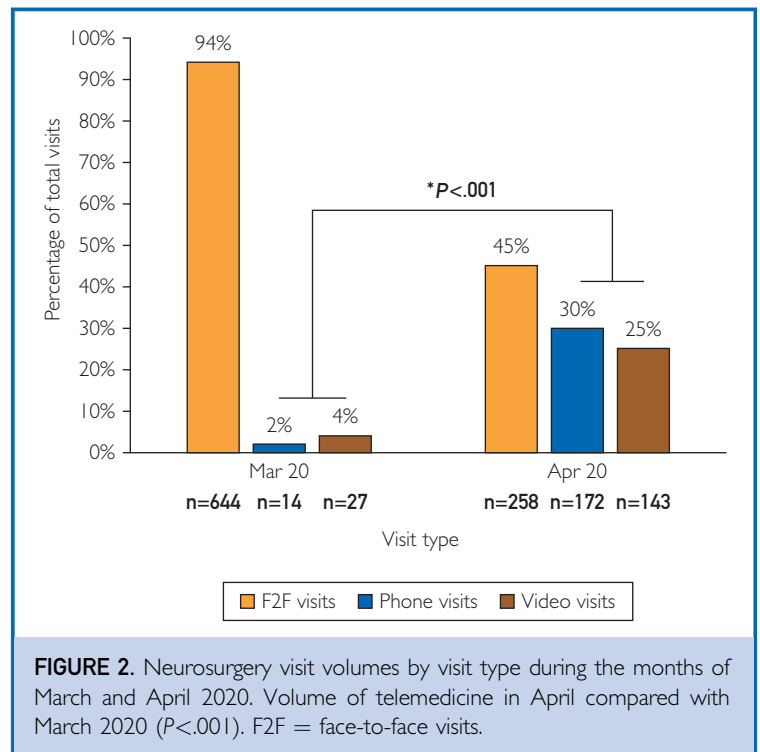 100%
90%
80%
70%
60%
50%
40%
30%
20%
10%
0%
Percentage of total visits
94%
2%
4%
*P<.001
45%
30%
25%
Mar 20
Apr 20
n=644 n=14 n=27
n=258 n=172 n=143
Visit type
F2F visits Phone visits Video visits
FIGURE 2. Neurosurgery visit volumes by visit type during the months of
March and April 2020. Volume of telemedicine in April compared with
March 2020 (P<.001). F2F = face-to-face visits.